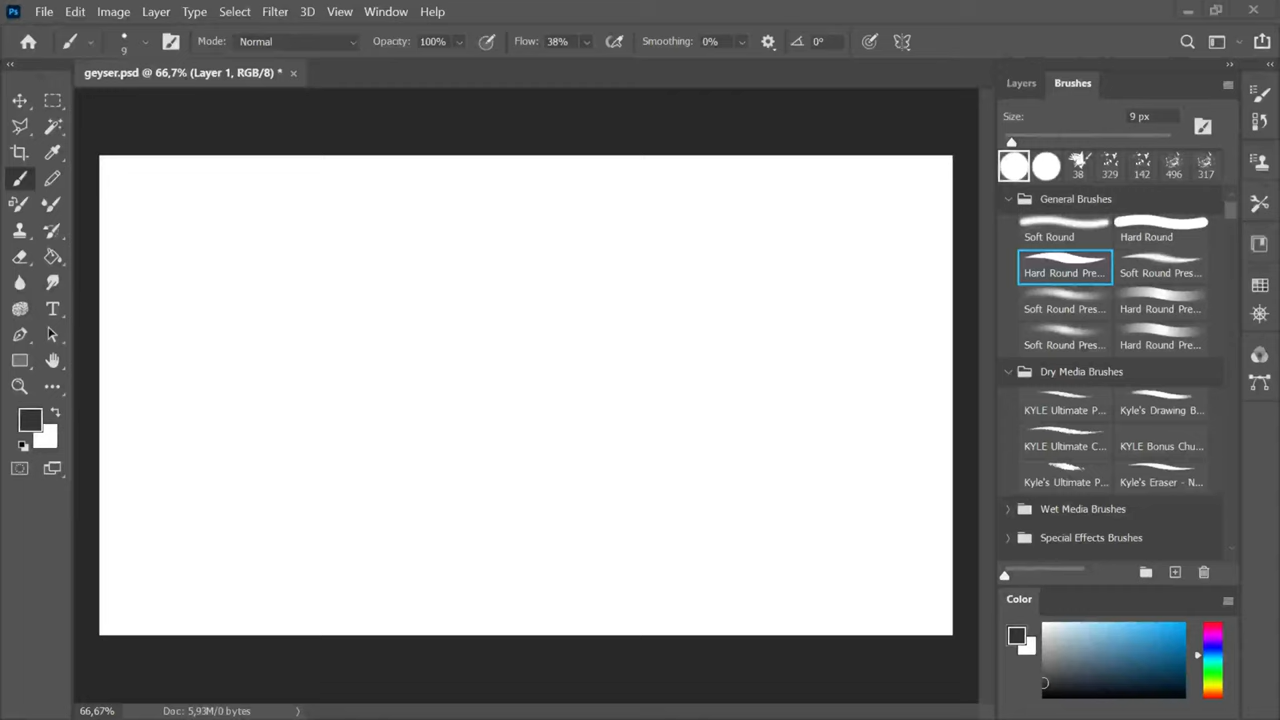 Ps File Edit Image Layer Type Select Filter 3D View Window Help
9 Mode: Normal Opacity: 100% Flow: 38% Smoothing: 0% 0°
geyser.psd @ 66,7% (Layer 1, RGB/8) * ×
Layers Brushes
Size: 9 px
38 329 142 496 317
General Brushes
Soft Round Hard Round
Hard Round Pre... Soft Round Pres...
Soft Round Pres... Hard Round Pre...
Soft Round Pres... Hard Round Pre...
Dry Media Brushes
KYLE Ultimate P... Kyle's Drawing B...
KYLE Ultimate C... KYLE Bonus Chu...
Kyle's Ultimate P... Kyle's Eraser - N...
Wet Media Brushes
Special Effects Brushes
Color
66,67% Doc: 5,93M/0 bytes